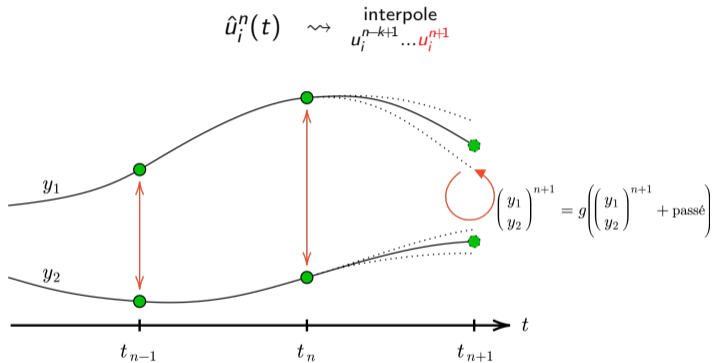 û_i^n(t) ⇝ interpole
u_i^{n-k+1}...u_i^{n+1}
y_1
(y_1 y_2)^{n+1} = g((y_1 y_2)^{n+1} + passé)
y_2
t
t_{n-1} t_n t_{n+1}